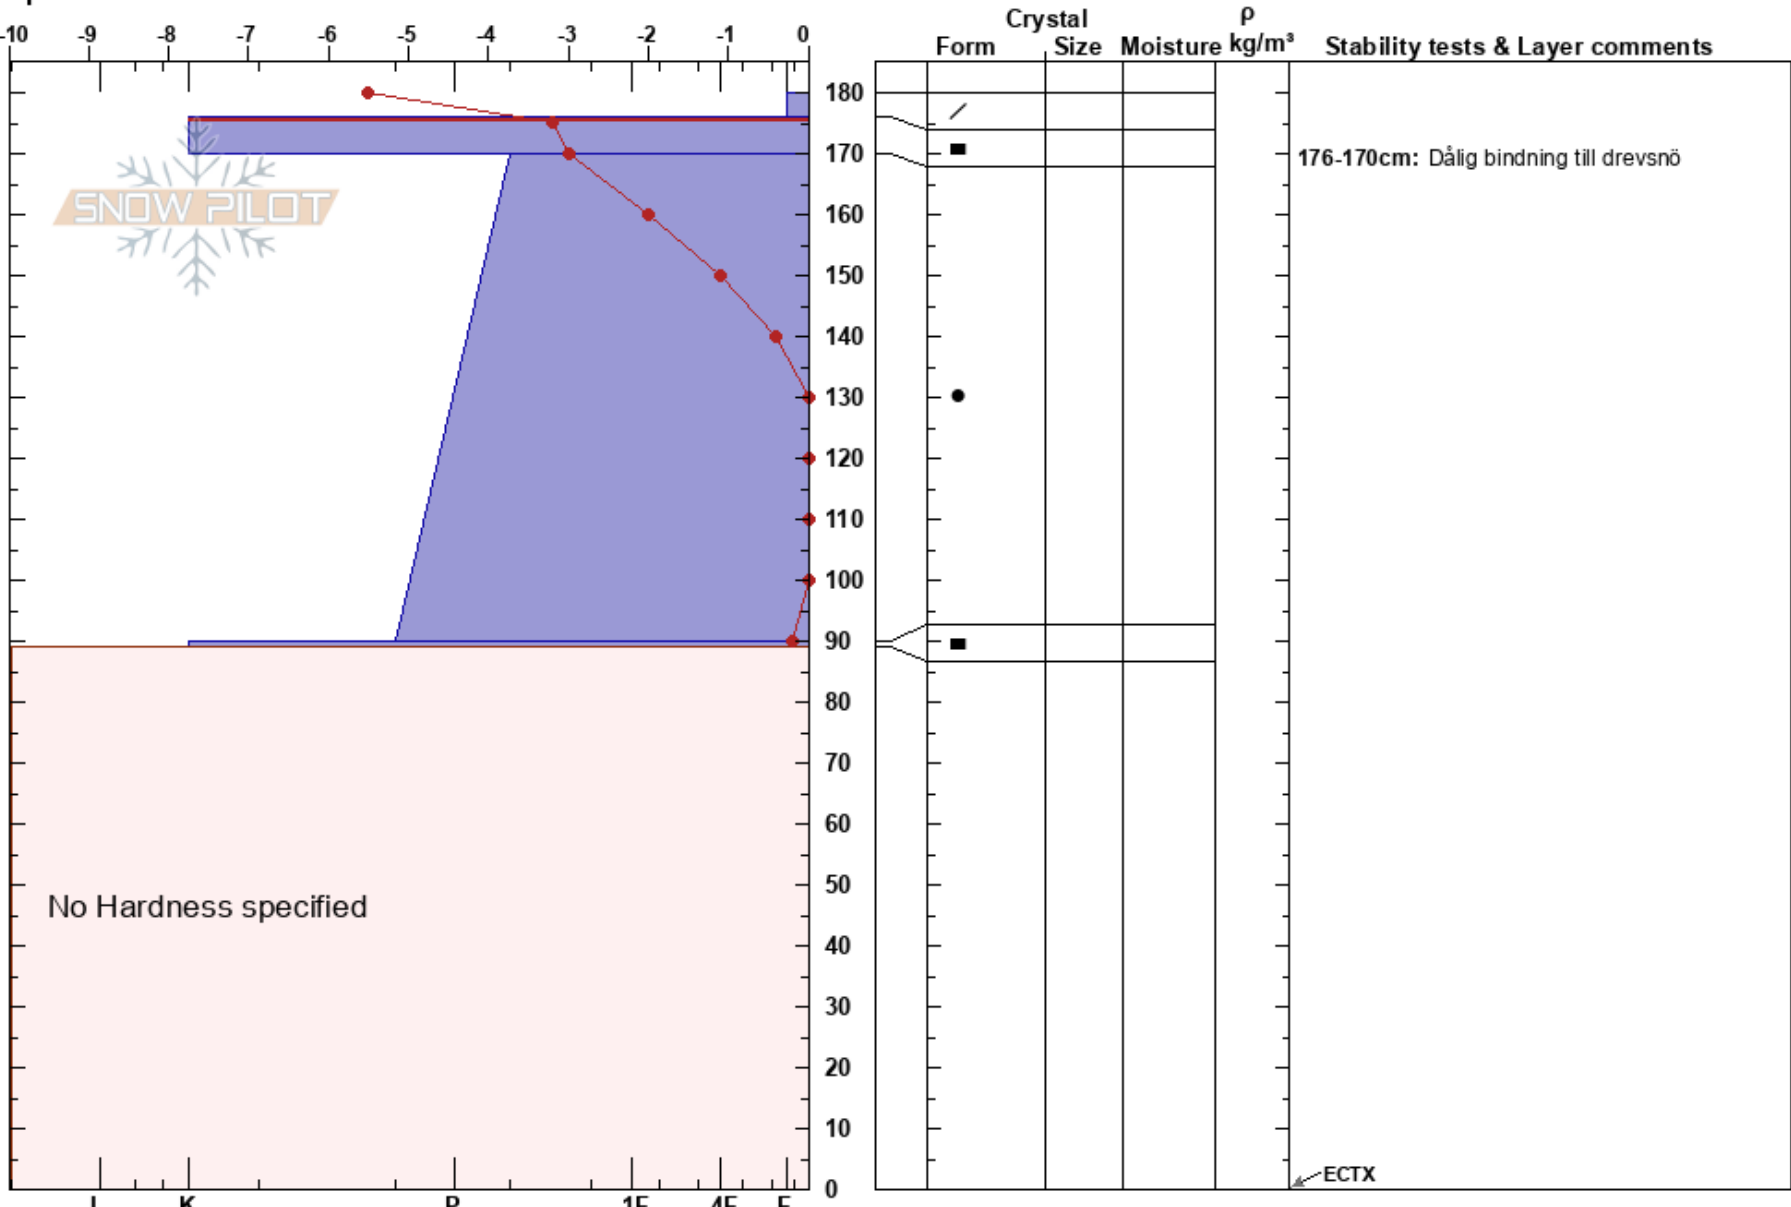 -10 -9 -8 -7 -6 -5 -4 -3 -2 -1 0
Crystal
ρ
Form Size Moisture kg/m³ Stability tests & Layer comments
180
SNOW PILOT
170
176-170cm: Dålig bindning till drevsnö
160
150
140
130
120
110
100
90
80
70
60
50
No Hardness specified
40
30
20
10
ECTX
0
I K P 1F 4F F